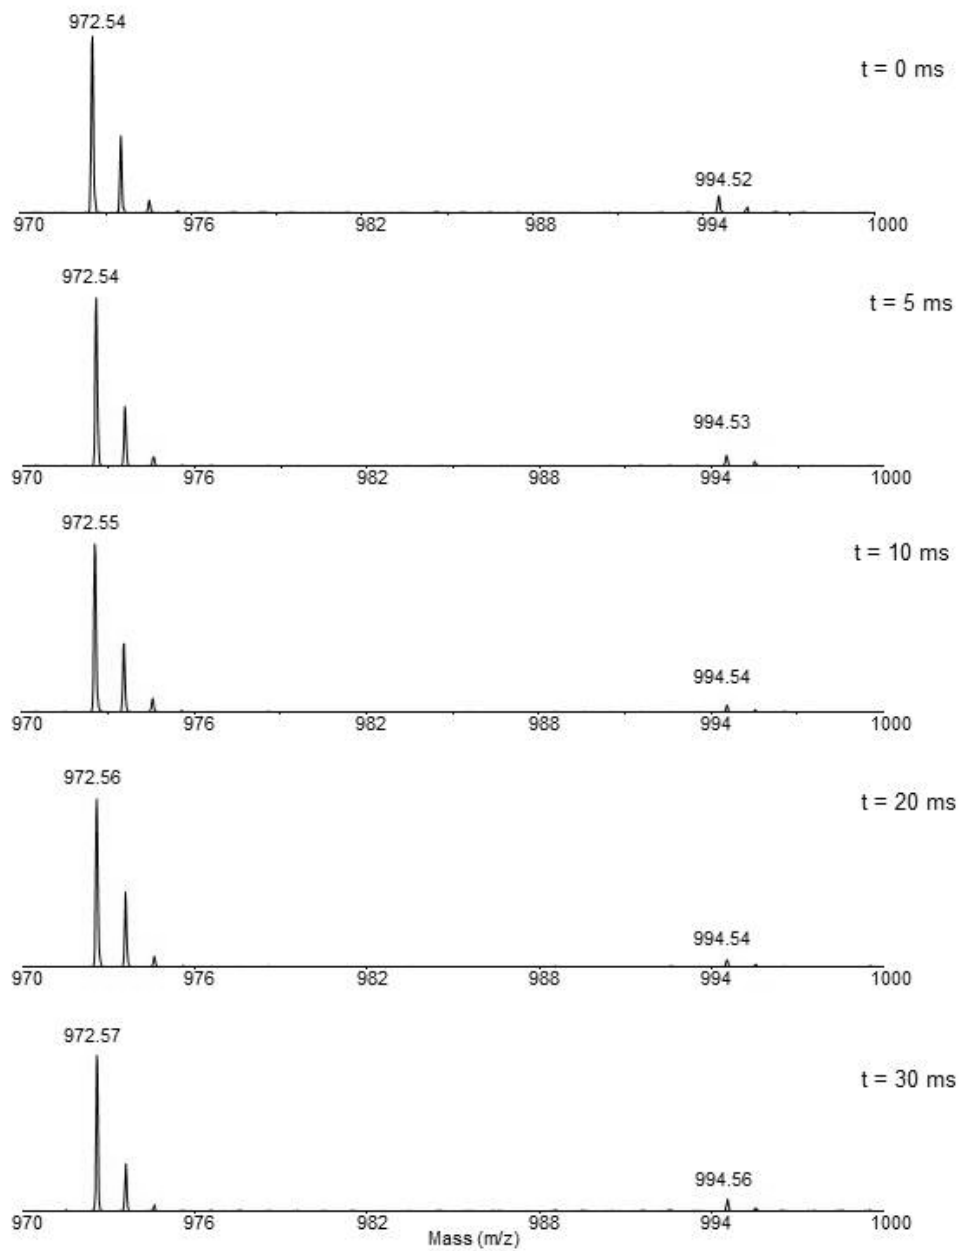 972.54
t = 0 ms
994.52
970 976 982 988 994 1000
972.54
t = 5 ms
994.53
970 976 982 988 994 1000
972.55
t = 10 ms
994.54
970 976 982 988 994 1000
972.56
t = 20 ms
994.54
970 976 982 988 994 1000
972.57
t = 30 ms
994.56
970 976 982 988 994 1000
Mass (m/z)